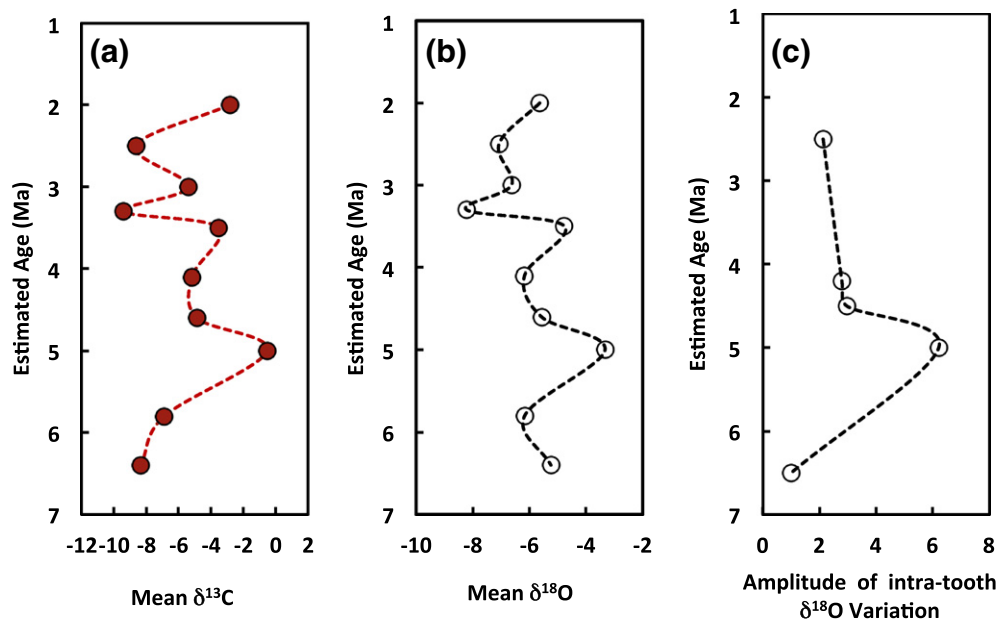 (a)
1
2
3
4
5
6
7
Estimated Age (Ma)
-12 -10 -8 -6 -4 -2 0 2
Mean δ¹³C
(b)
1
2
3
4
5
6
7
Estimated Age (Ma)
-10 -8 -6 -4 -2
Mean δ¹⁸O
(c)
1
2
3
4
5
6
7
Estimated Age (Ma)
0 2 4 6 8
Amplitude of intra-tooth
δ¹⁸O Variation